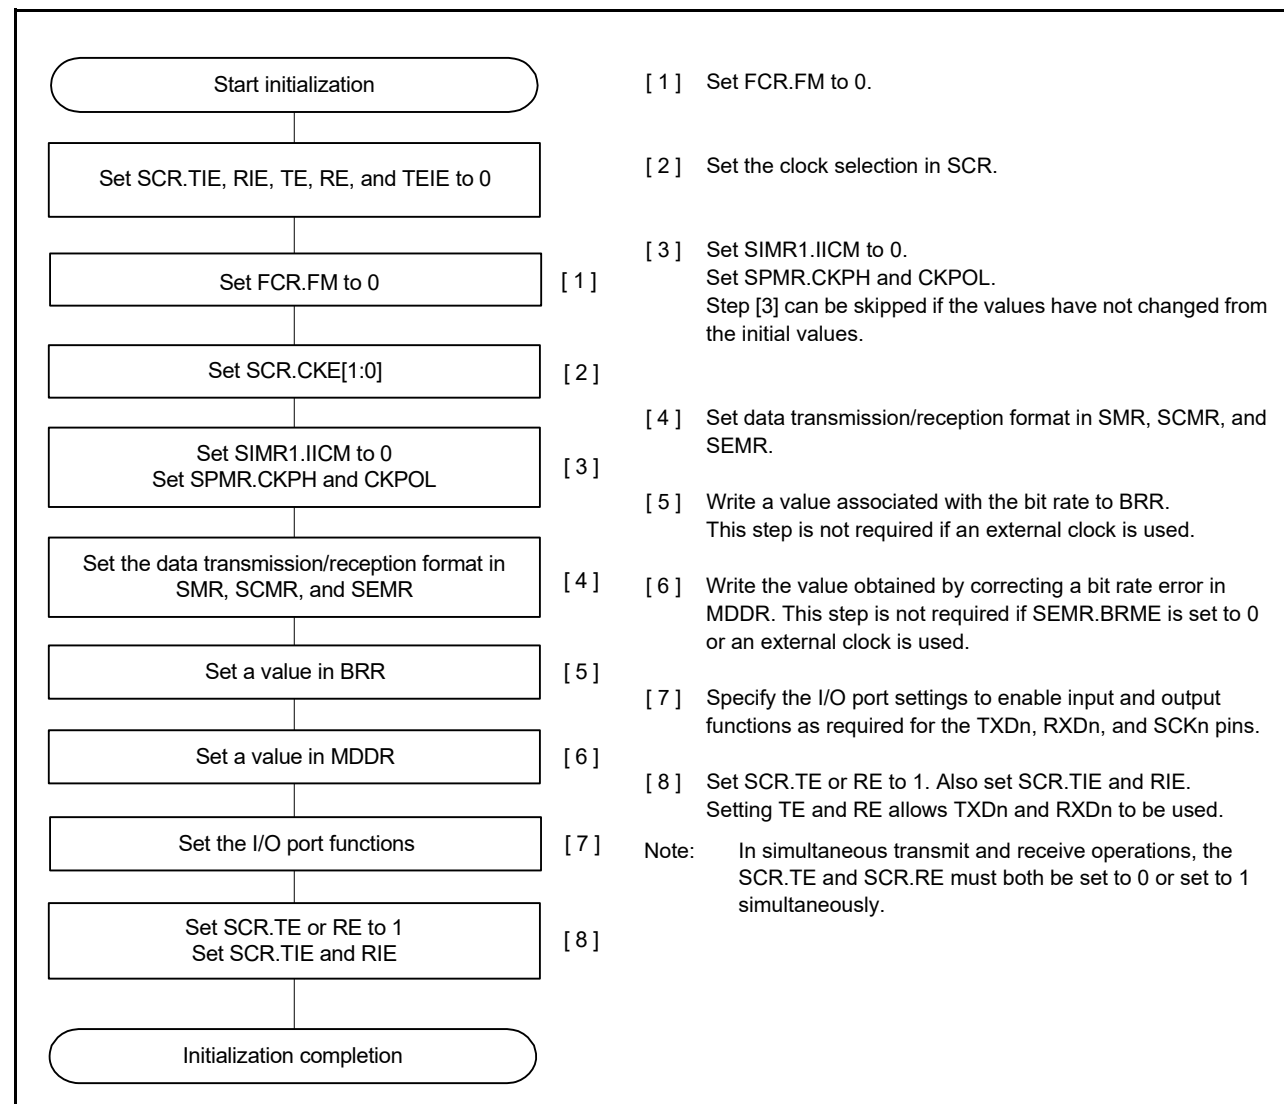 Start initialization
Set SCR.TIE, RIE, TE, RE, and TEIE to 0
Set FCR.FM to 0
[ 1 ]
Set SCR.CKE[1:0]
[ 2 ]
Set SIMR1.IICM to 0
Set SPMR.CKPH and CKPOL
[ 3 ]
Set the data transmission/reception format in
SMR, SCMR, and SEMR
[ 4 ]
Set a value in BRR
[ 5 ]
Set a value in MDDR
[ 6 ]
Set the I/O port functions
[ 7 ]
Set SCR.TE or RE to 1
Set SCR.TIE and RIE
[ 8 ]
Initialization completion
[ 1 ] Set FCR.FM to 0.
[ 2 ] Set the clock selection in SCR.
[ 3 ] Set SIMR1.IICM to 0.
Set SPMR.CKPH and CKPOL.
Step [3] can be skipped if the values have not changed from
the initial values.
[ 4 ] Set data transmission/reception format in SMR, SCMR, and
SEMR.
[ 5 ] Write a value associated with the bit rate to BRR.
This step is not required if an external clock is used.
[ 6 ] Write the value obtained by correcting a bit rate error in
MDDR. This step is not required if SEMR.BRME is set to 0
or an external clock is used.
[ 7 ] Specify the I/O port settings to enable input and output
functions as required for the TXDn, RXDn, and SCKn pins.
[ 8 ] Set SCR.TE or RE to 1. Also set SCR.TIE and RIE.
Setting TE and RE allows TXDn and RXDn to be used.
Note: In simultaneous transmit and receive operations, the
SCR.TE and SCR.RE must both be set to 0 or set to 1
simultaneously.